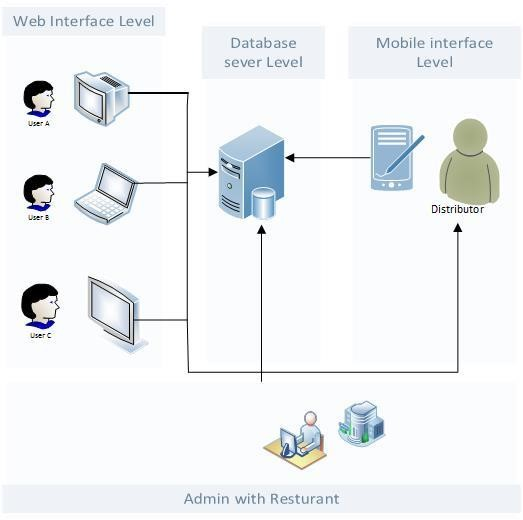 Web Interface Level
Database
sever Level
Mobile interface
Level
User A
User B
User C
Distributor
Admin with Resturant